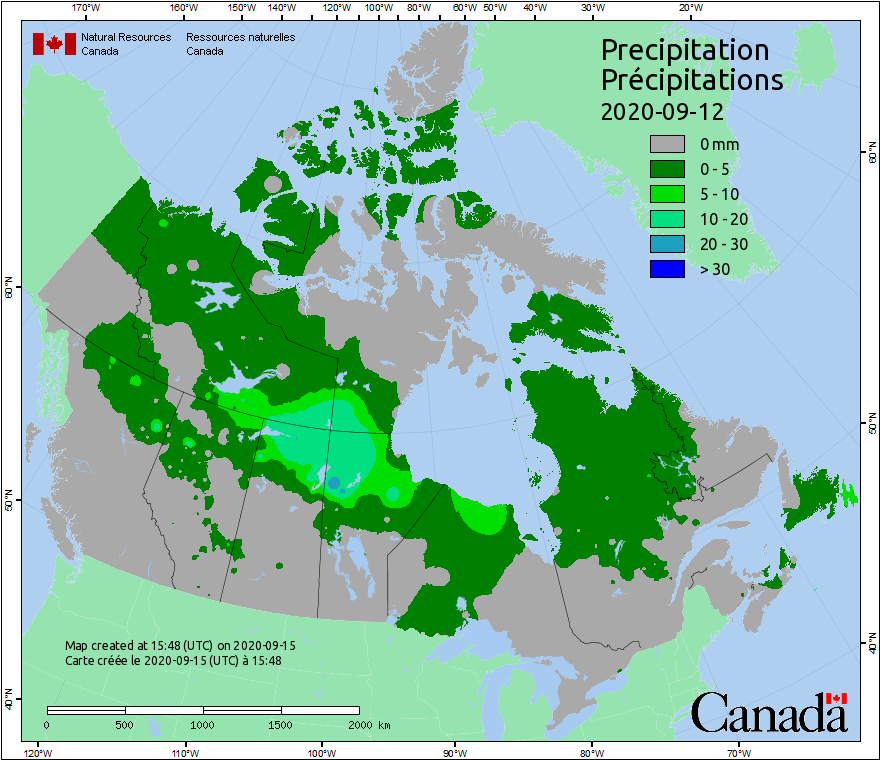 170°W 160°W 150°W 140°W 120°W 100°W 80°W 60°W 50°W 40°W 30°W 20°W
Natural Resources Canada
Ressources naturelles Canada
Precipitation
Précipitations
2020-09-12
0 mm
0 - 5
5 - 10
10 - 20
20 - 30
> 30
60°N
50°N
40°N
60°N
50°N
40°N
Map created at 15:48 (UTC) on 2020-09-15
Carte créée le 2020-09-15 (UTC) à 15:48
0 500 1000 1500 2000 km
Canada
120°W 110°W 100°W 90°W 80°W 70°W